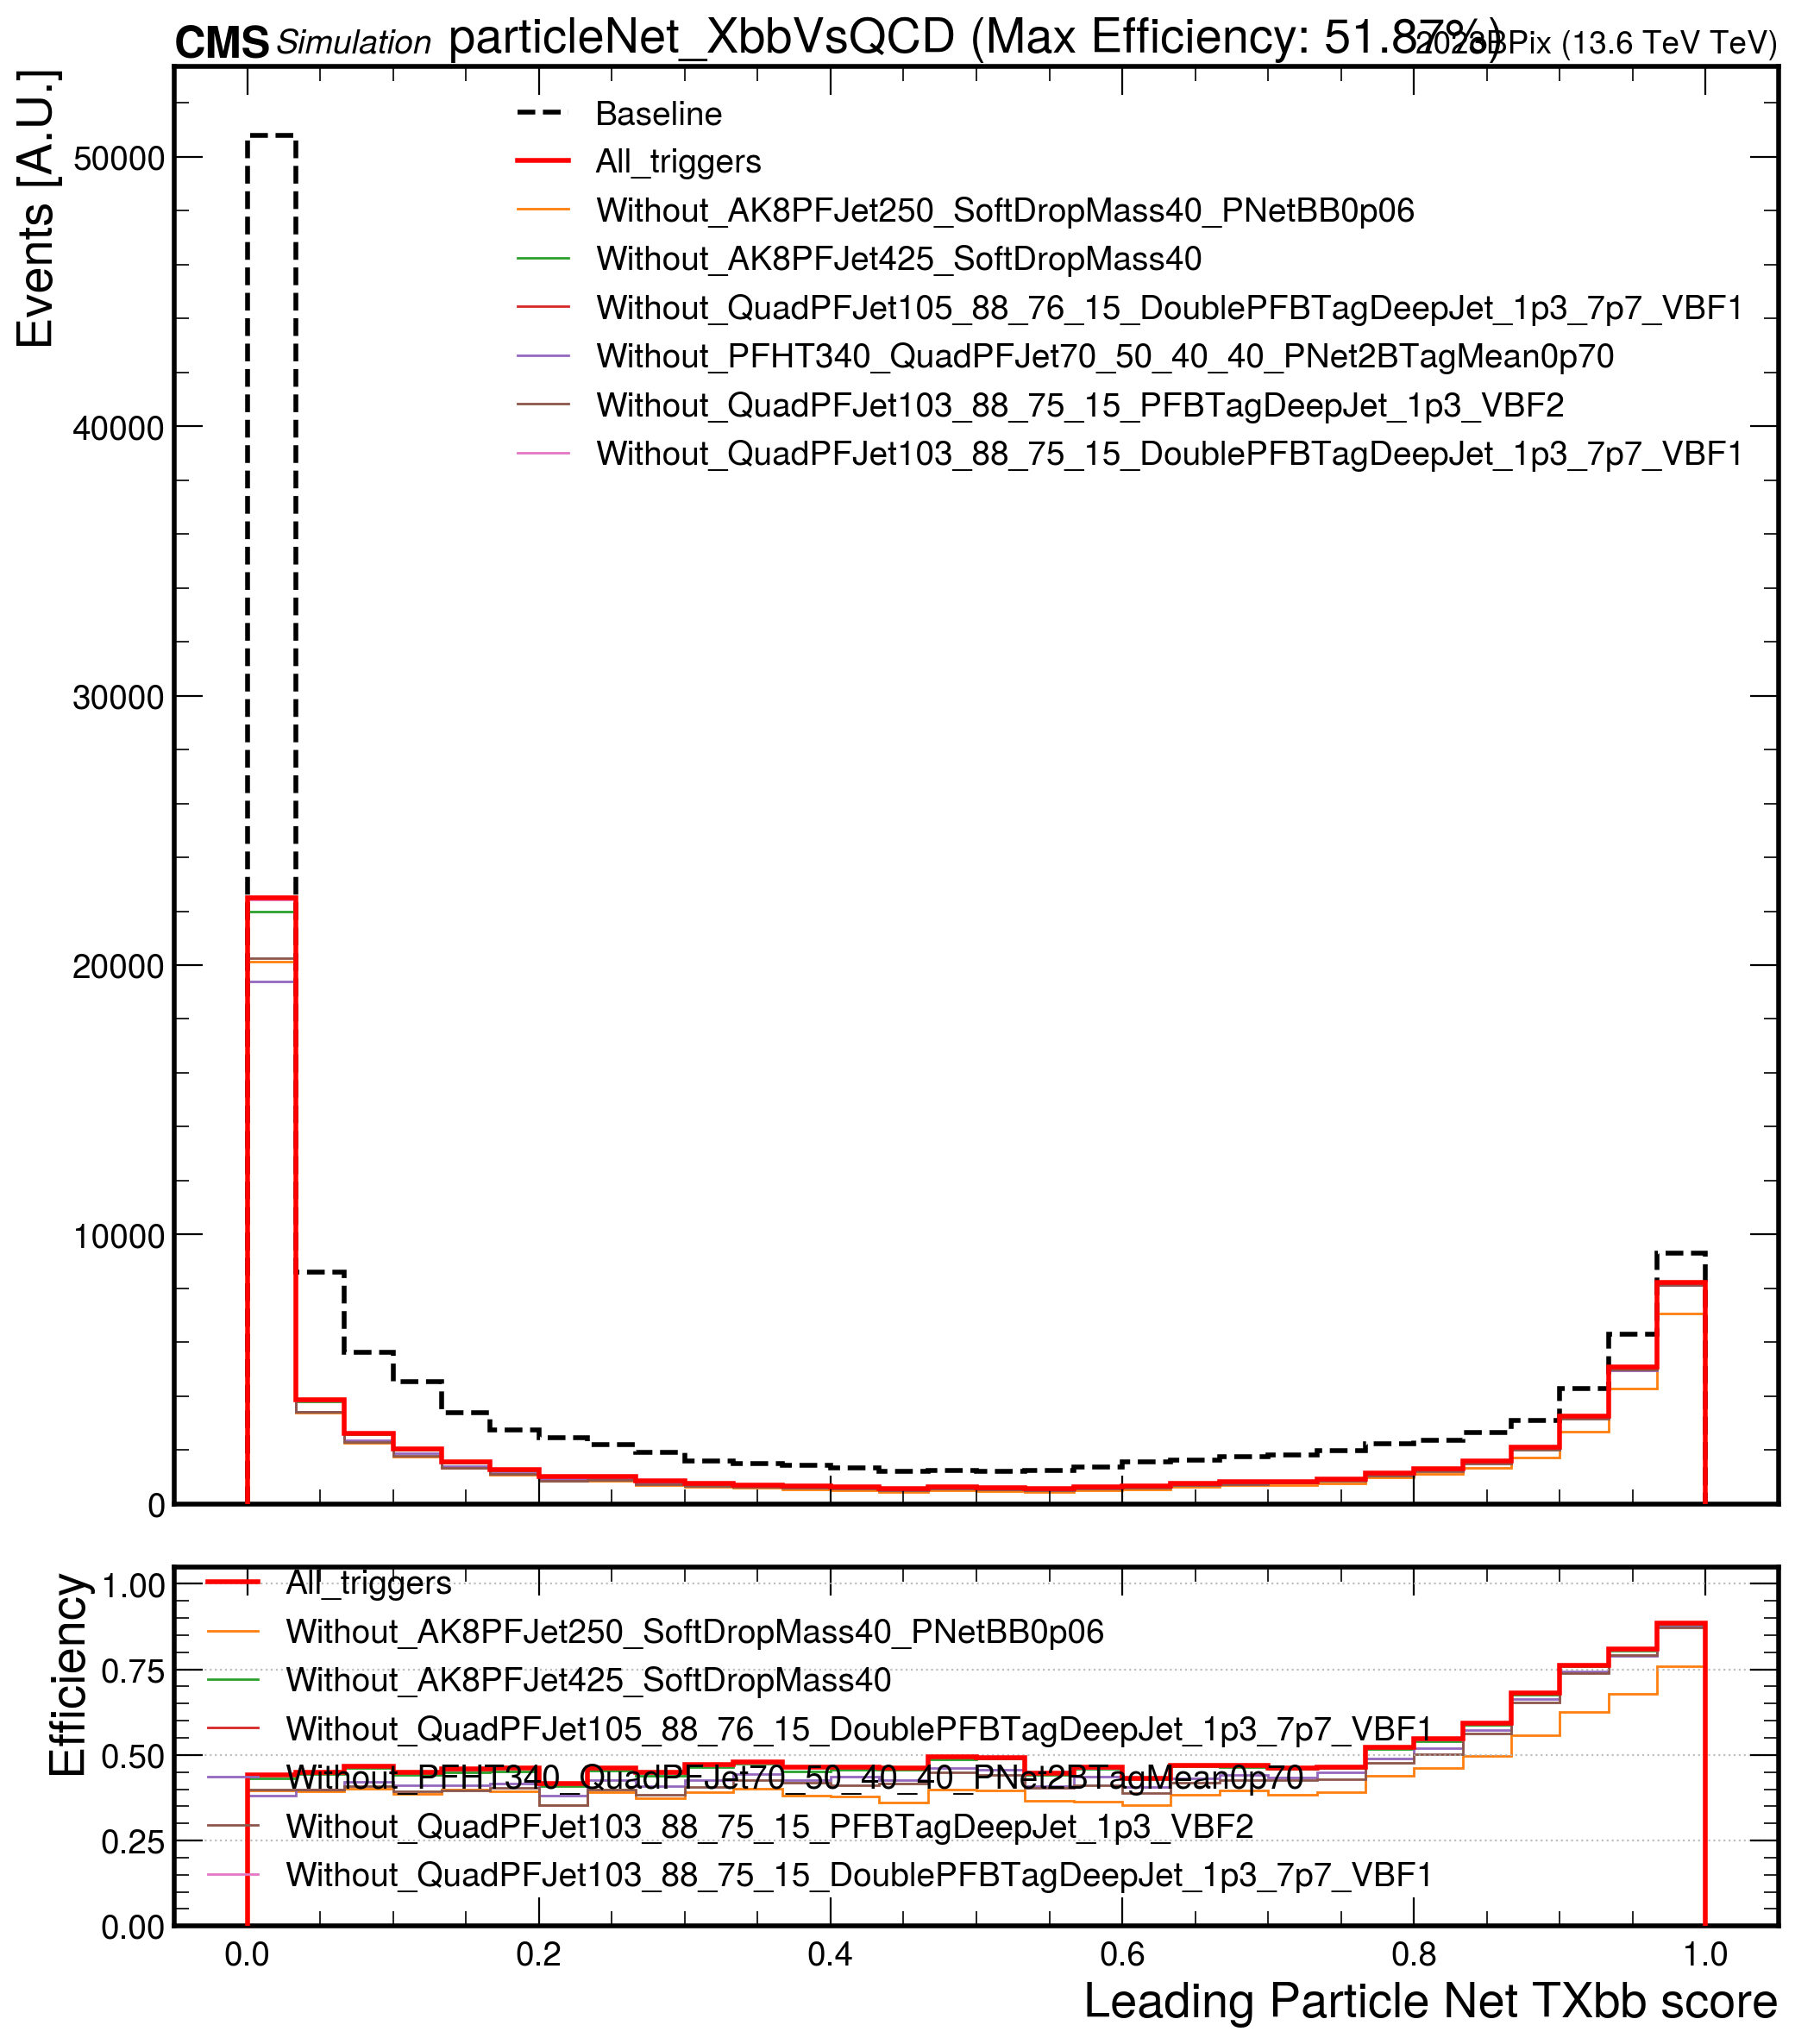 CMS Simulation particleNet_XbbVsQCD (Max Efficiency: 51.87%) 2023BPix (13.6 TeV TeV)
Events [A.U.]
50000
40000
30000
20000
10000
0
Baseline
All_triggers
Without_AK8PFJet250_SoftDropMass40_PNetBB0p06
Without_AK8PFJet425_SoftDropMass40
Without_QuadPFJet105_88_76_15_DoublePFBTagDeepJet_1p3_7p7_VBF1
Without_PFHT340_QuadPFJet70_50_40_40_PNet2BTagMean0p70
Without_QuadPFJet103_88_75_15_PFBTagDeepJet_1p3_VBF2
Without_QuadPFJet103_88_75_15_DoublePFBTagDeepJet_1p3_7p7_VBF1
Efficiency
1.00
0.75
0.50
0.25
0.00
All_triggers
Without_AK8PFJet250_SoftDropMass40_PNetBB0p06
Without_AK8PFJet425_SoftDropMass40
Without_QuadPFJet105_88_76_15_DoublePFBTagDeepJet_1p3_7p7_VBF1
Without_PFHT340_QuadPFJet70_50_40_40_PNet2BTagMean0p70
Without_QuadPFJet103_88_75_15_PFBTagDeepJet_1p3_VBF2
Without_QuadPFJet103_88_75_15_DoublePFBTagDeepJet_1p3_7p7_VBF1
0.0 0.2 0.4 0.6 0.8 1.0
Leading Particle Net TXbb score